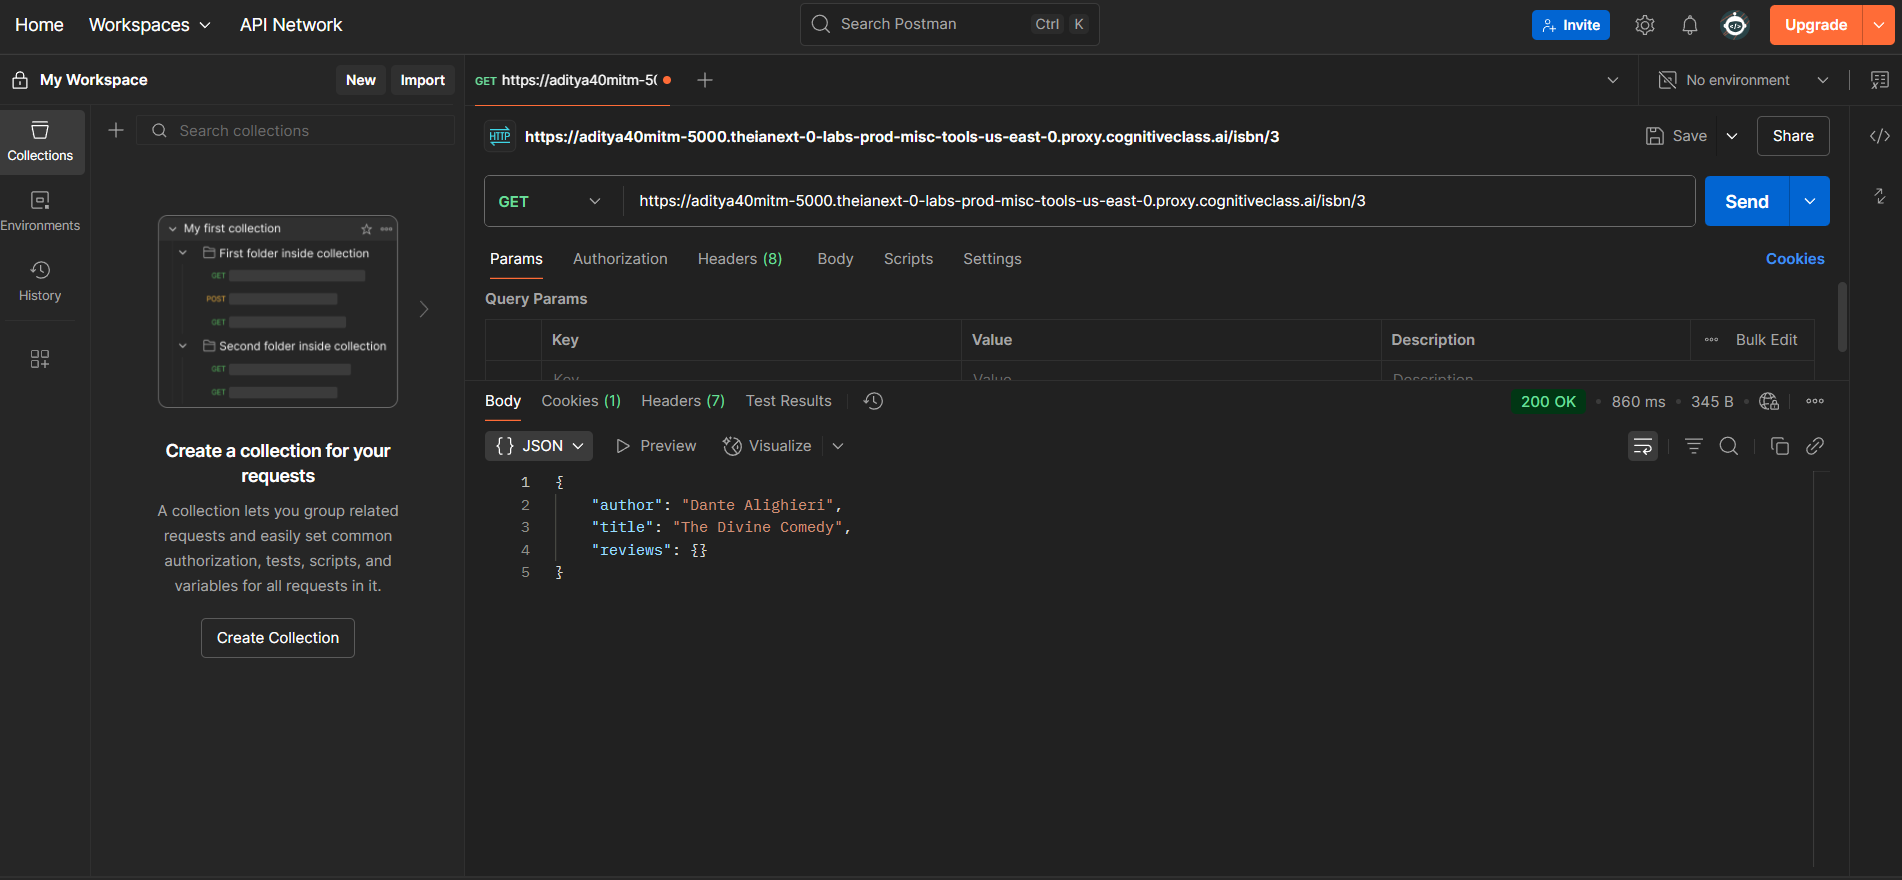 Home Workspaces API Network Search Postman Ctrl K Invite Upgrade
My Workspace New Import
GET https://aditya40mitm-5( No environment
Collections
Environments
History
Search collections
My first collection
First folder inside collection
GET
POST
GET
Second folder inside collection
GET
GET
Create a collection for your
requests
A collection lets you group related
requests and easily set common
authorization, tests, scripts, and
variables for all requests in it.
Create Collection
HTTP https://aditya40mitm-5000.theianext-0-labs-prod-misc-tools-us-east-0.proxy.cognitiveclass.ai/isbn/3 Save Share
GET https://aditya40mitm-5000.theianext-0-labs-prod-misc-tools-us-east-0.proxy.cognitiveclass.ai/isbn/3 Send
Params Authorization Headers (8) Body Scripts Settings Cookies
Query Params
Key Value Description Bulk Edit
Key Value Description
Body Cookies (1) Headers (7) Test Results 200 OK 860 ms 345 B
{} JSON Preview Visualize
1 {
2 "author": "Dante Alighieri",
3 "title": "The Divine Comedy",
4 "reviews": {}
5 }